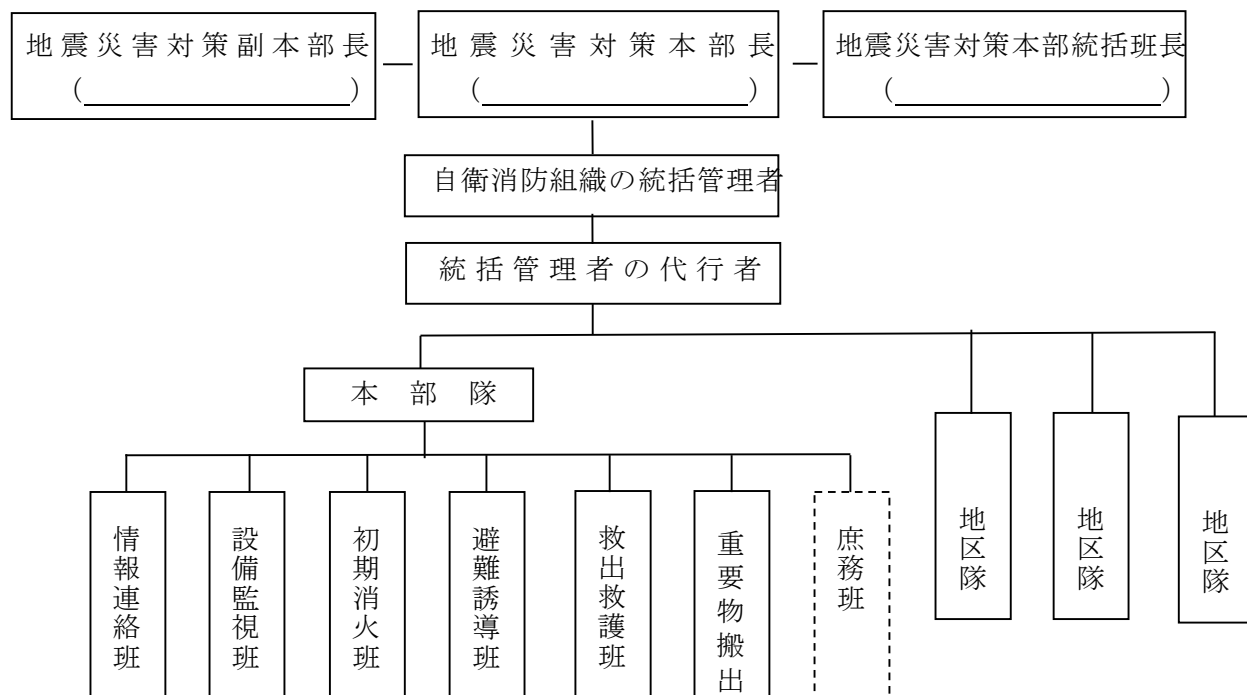 地震災害対策副本部長
(　　　　　　　　)
地震災害対策本部長
(　　　　　　　　)
地震災害対策本部統括班長
(　　　　　　　　)
自衛消防組織の統括管理者
統括管理者の代行者
本部隊
情報連絡班
設備監視班
初期消火班
避難誘導班
救出救護班
重要物搬出
庶務班
地区隊
地区隊
地区隊